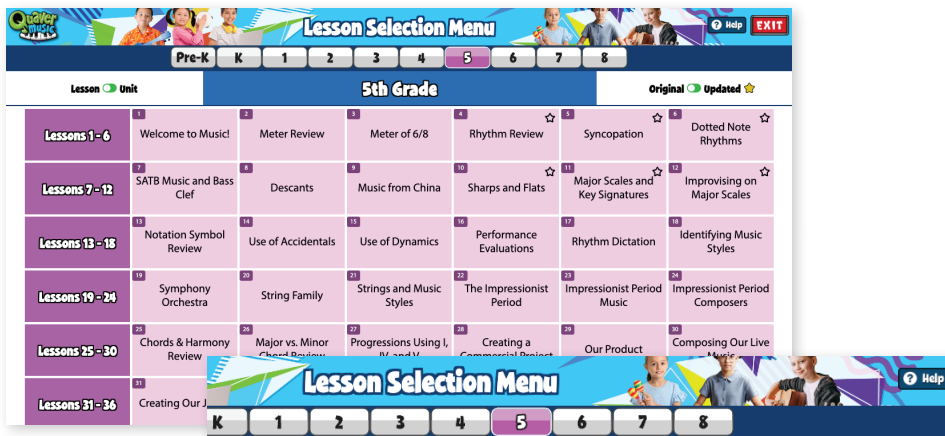 Quaver
Music
Lesson Selection Menu
Help
EXIT
Pre-K K 1 2 3 4 5 6 7 8
Lesson Unit
5th Grade
Original Updated
Lessons 1 - 6
1 Welcome to Music!
2 Meter Review
3 Meter of 6/8
4 Rhythm Review
5 Syncopation
6 Dotted Note
Rhythms
Lessons 7 - 12
7 SATB Music and Bass
Clef
8 Descants
9 Music from China
10 Sharps and Flats
11 Major Scales and
Key Signatures
12 Improvising on
Major Scales
Lessons 13 - 18
13 Notation Symbol
Review
14 Use of Accidentals
15 Use of Dynamics
16 Performance
Evaluations
17 Rhythm Dictation
18 Identifying Music
Styles
Lessons 19 - 24
19 Symphony
Orchestra
20 String Family
21 Strings and Music
Styles
22 The Impressionist
Period
23 Impressionist Period
Music
24 Impressionist Period
Composers
Lessons 25 - 30
25 Chords & Harmony
Review
26 Major vs. Minor
Chord Review
27 Progressions Using I,
IV, and V
28 Creating a
Commercial Project
29 Our Product
30 Composing Our Live
Music
Lessons 31 - 36
31 Creating Our J
Lesson Selection Menu
Help
K 1 2 3 4 5 6 7 8